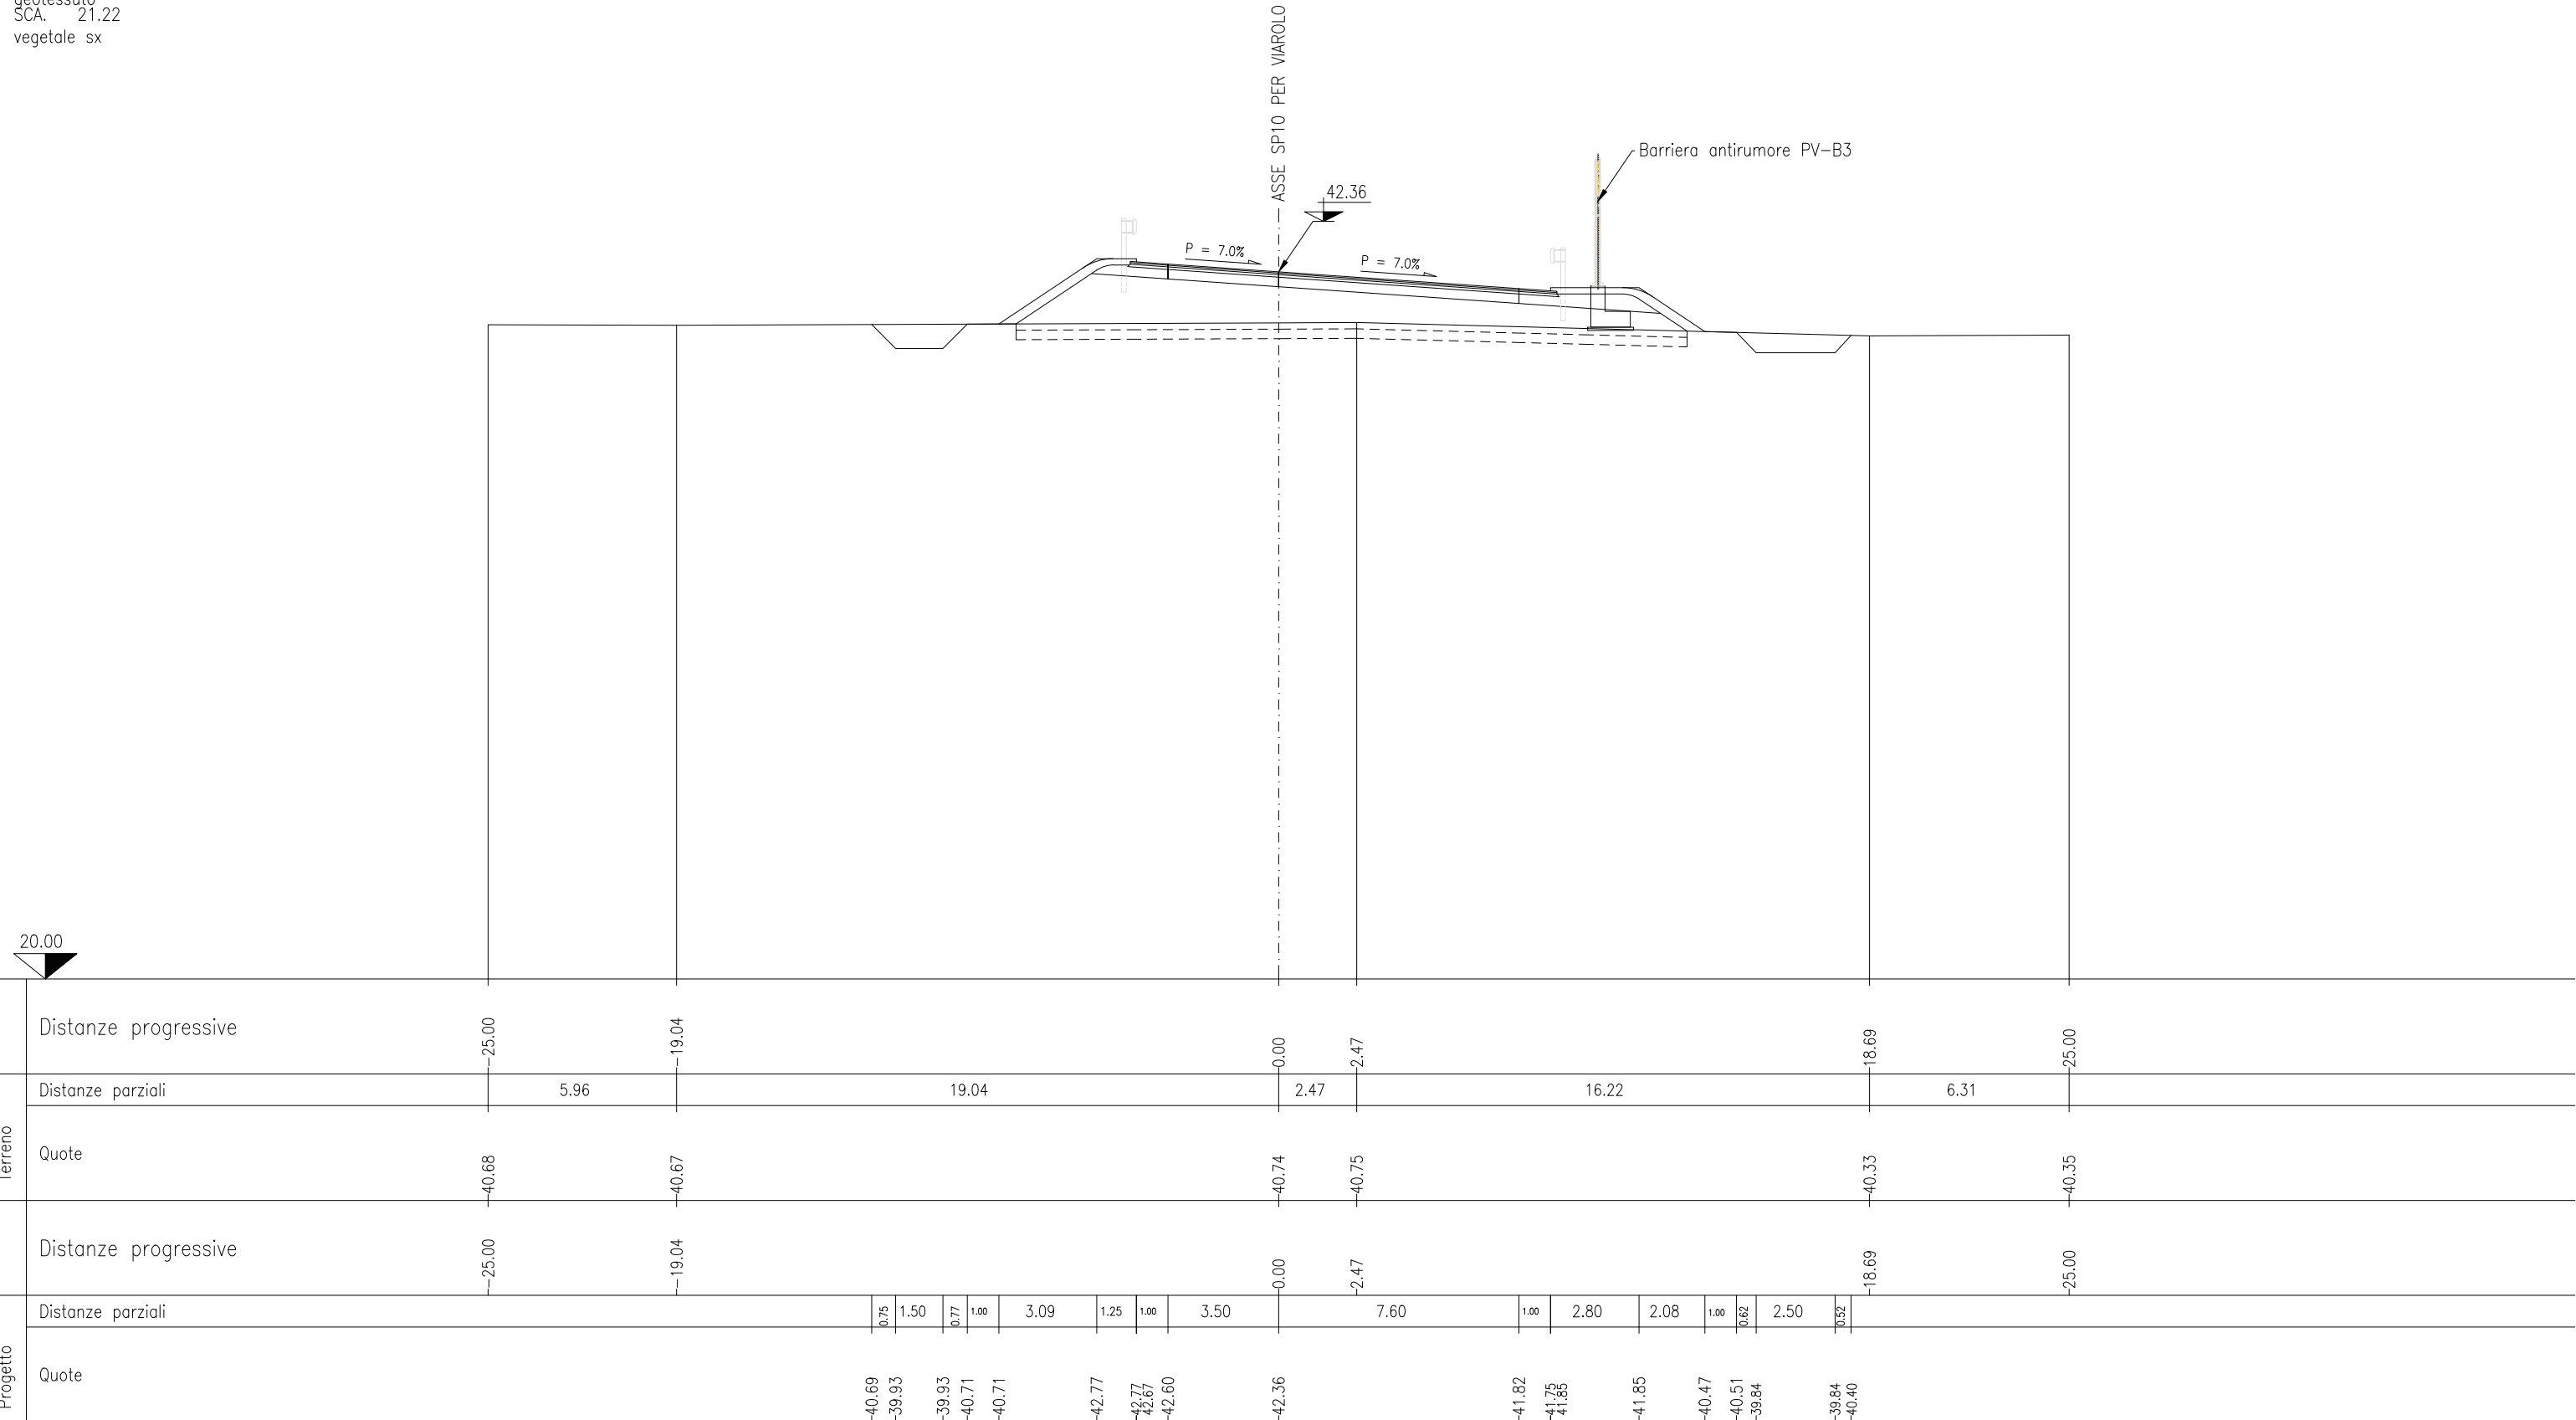 geotessuto
SCA. 21.22
vegetale sx
ASSE SP10 PER VIAROLO
Barriera antirumore PV-B3
42.36
P = 7.0%
P = 7.0%
20.00
Terreno
Distanze progressive
-25.00 -19.04 0.00 2.47 18.69 25.00
Distanze parziali
5.96 19.04 2.47 16.22 6.31
Quote
40.68 40.67 40.74 40.75 40.33 40.35
Progetto
Distanze progressive
-25.00 -19.04 0.00 2.47 18.69 25.00
Distanze parziali
0.75 1.50 0.77 1.00 3.09 1.25 1.00 3.50 7.60 1.00 2.80 2.08 1.00 0.62 2.50 0.52
Quote
40.69 39.93 39.93 40.71 40.71 42.77 42.77 42.67 42.60 42.36 41.82 41.75 41.85 41.85 40.47 40.51 39.84 39.84 40.40